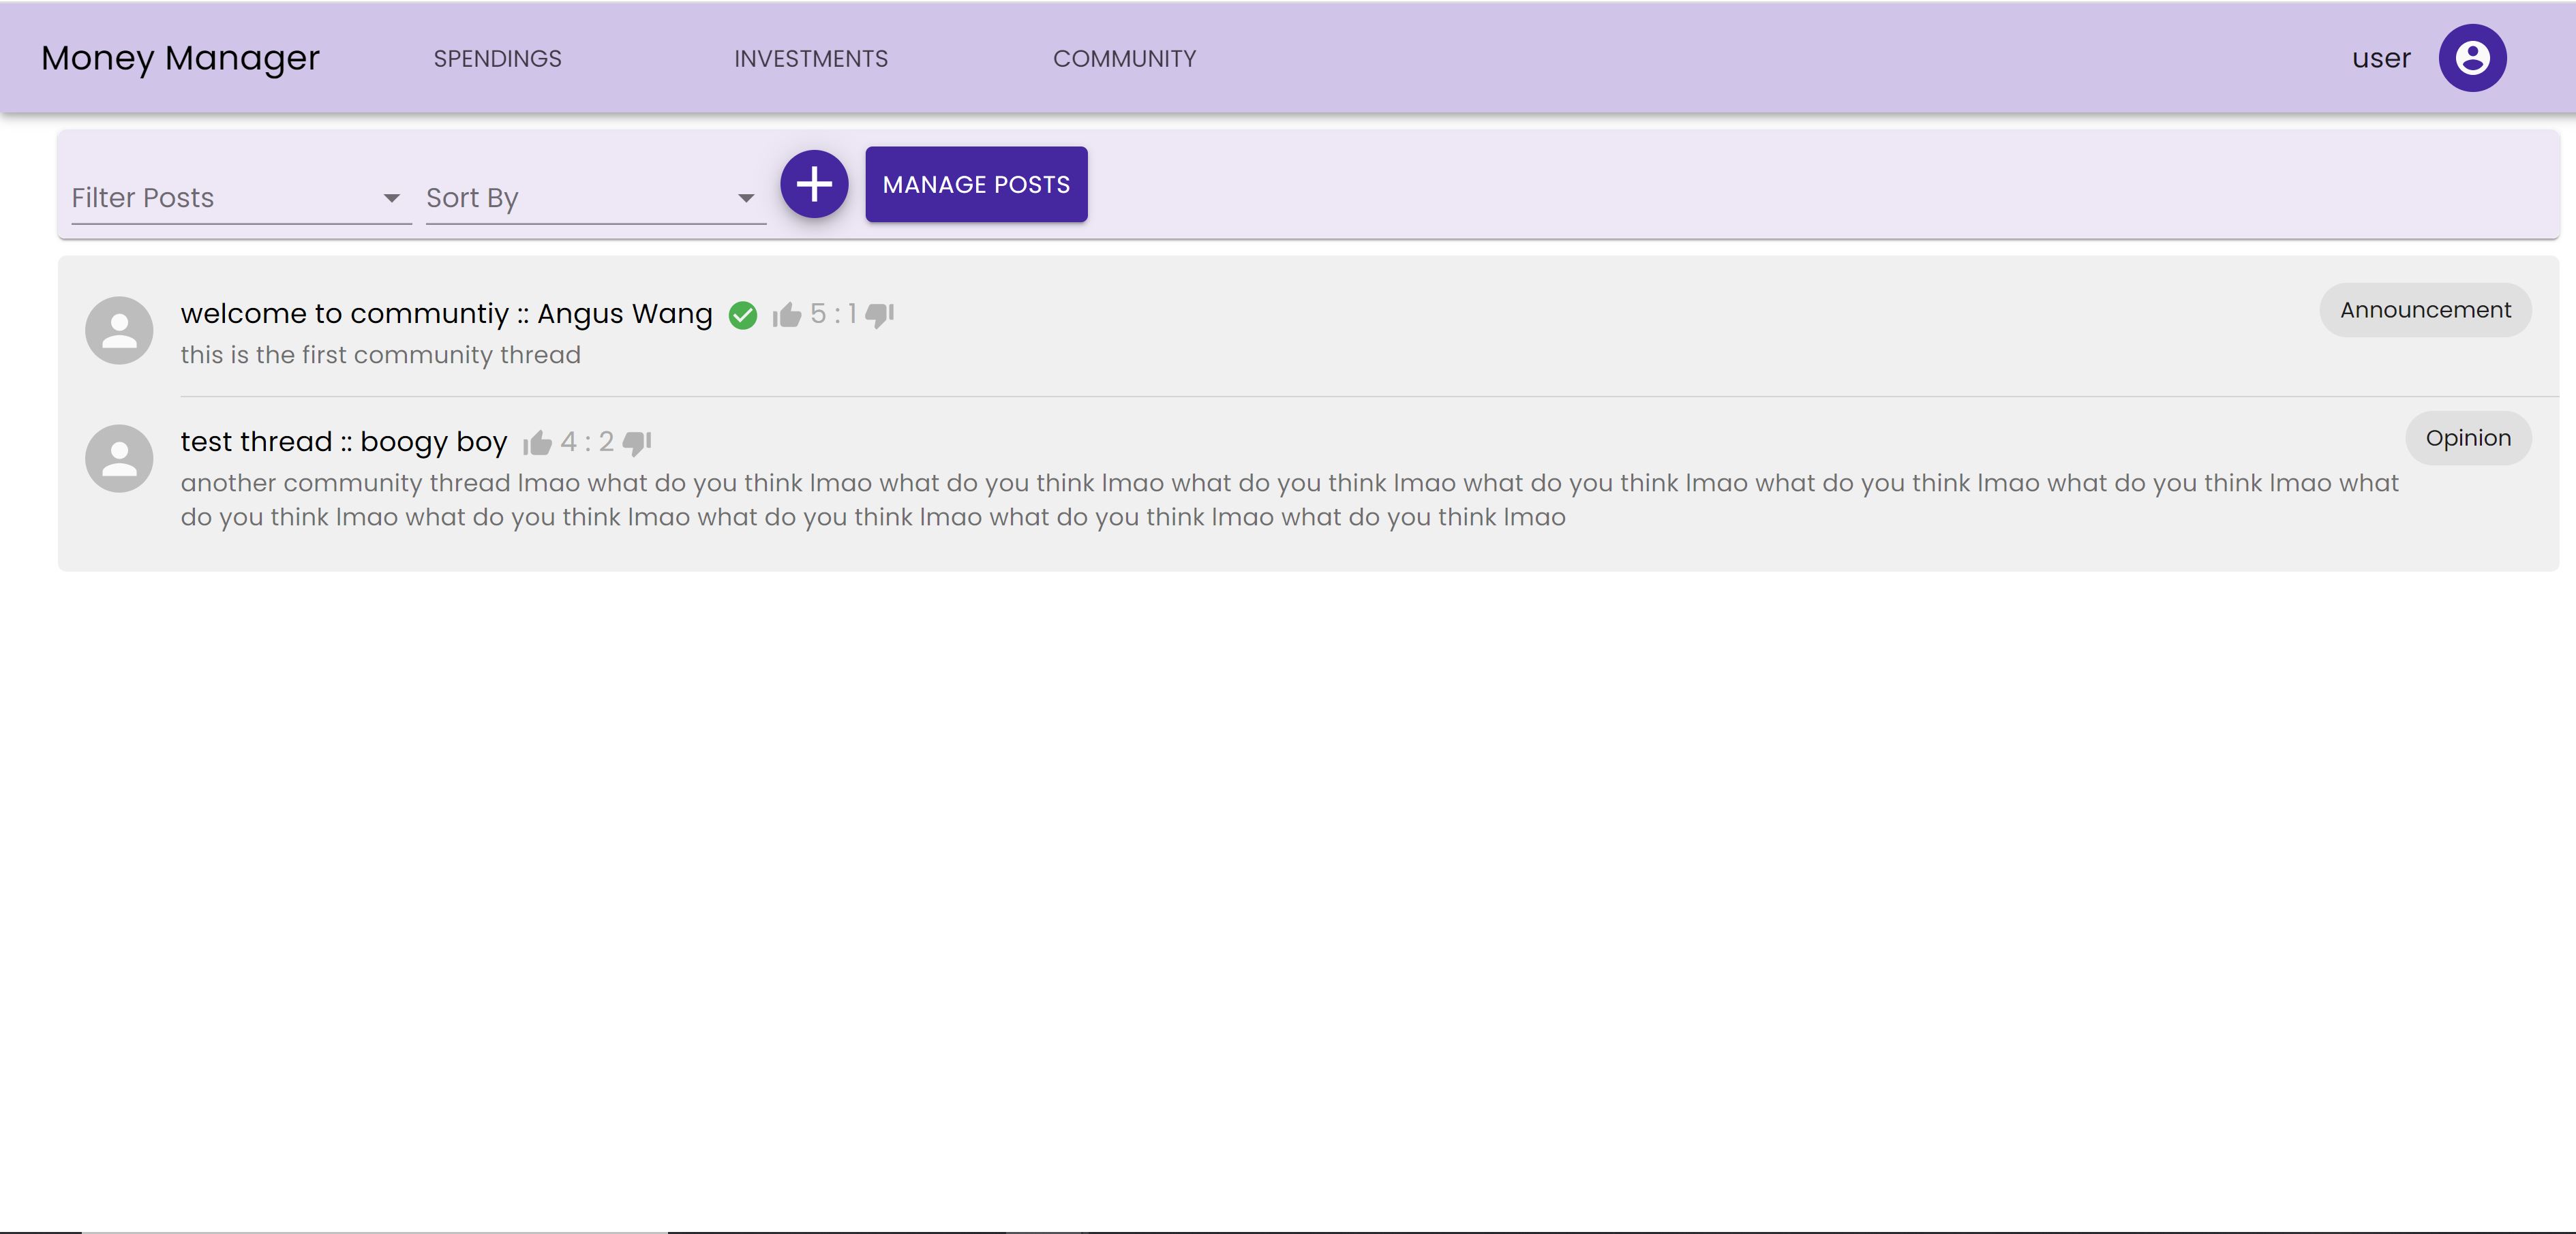 Money Manager
SPENDINGS
INVESTMENTS
COMMUNITY
user
Filter Posts
Sort By
MANAGE POSTS
welcome to communtiy :: Angus Wang 5 : 1
Announcement
this is the first community thread
test thread :: boogy boy 4 : 2
Opinion
another community thread lmao what do you think lmao what do you think lmao what do you think lmao what do you think lmao what do you think lmao what do you think lmao what
do you think lmao what do you think lmao what do you think lmao what do you think lmao what do you think lmao